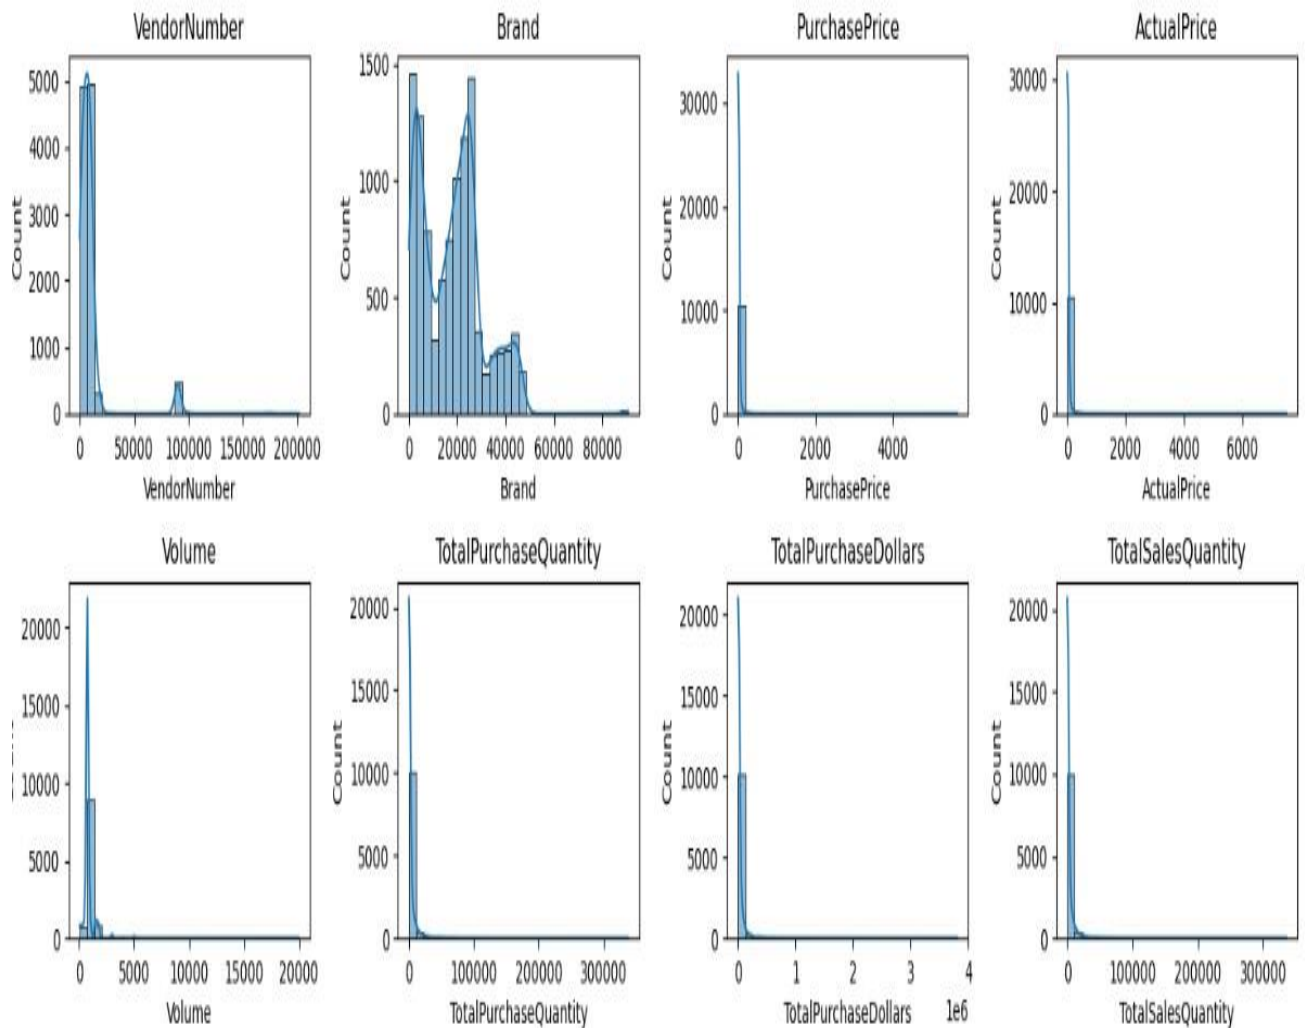 VendorNumber Brand PurchasePrice ActualPrice
5000
4000
3000
2000
1000
0
Count
0 50000 100000 150000 200000
VendorNumber
1500
1000
500
0
Count
0 20000 40000 60000 80000
Brand
30000
20000
10000
0
Count
0 2000 4000
PurchasePrice
30000
20000
10000
0
Count
0 2000 4000 6000
ActualPrice
Volume TotalPurchaseQuantity TotalPurchaseDollars TotalSalesQuantity
20000
15000
10000
5000
0
0 5000 10000 15000 20000
Volume
20000
15000
10000
5000
0
Count
0 100000 200000 300000
TotalPurchaseQuantity
20000
15000
10000
5000
0
Count
0 1 2 3 4
1e6
TotalPurchaseDollars
20000
15000
10000
5000
0
Count
0 100000 200000 300000
TotalSalesQuantity